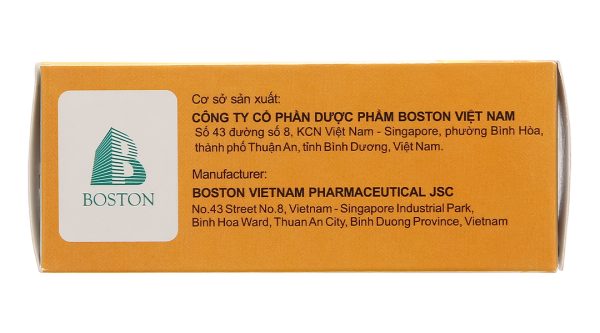 BOSTON
Cơ sở sản xuất:
CÔNG TY CỔ PHẦN DƯỢC PHẨM BOSTON VIỆT NAM
Số 43 đường số 8, KCN Việt Nam - Singapore, phường Bình Hòa,
thành phố Thuận An, tỉnh Bình Dương, Việt Nam.
Manufacturer:
BOSTON VIETNAM PHARMACEUTICAL JSC
No.43 Street No.8, Vietnam - Singapore Industrial Park,
Binh Hoa Ward, Thuan An City, Binh Duong Province, Vietnam